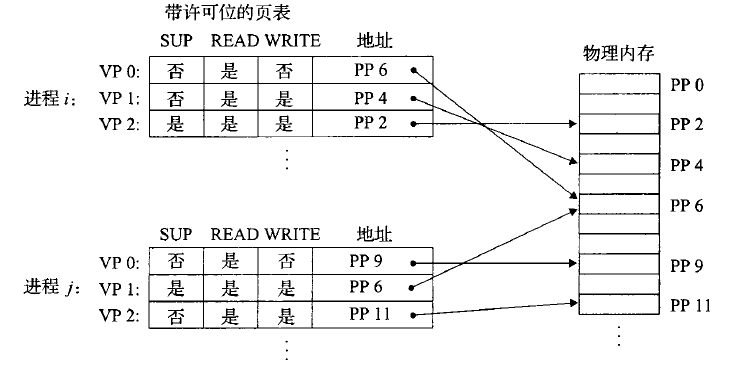 带许可位的页表
SUP READ WRITE 地址
物理内存
进程 i:
VP 0: 否 是 否 PP 6
VP 1: 否 是 是 PP 4
VP 2: 是 是 是 PP 2
⋮
PP 0
PP 2
PP 4
PP 6
PP 9
PP 11
⋮
SUP READ WRITE 地址
进程 j:
VP 0: 否 是 否 PP 9
VP 1: 是 是 是 PP 6
VP 2: 否 是 是 PP 11
⋮